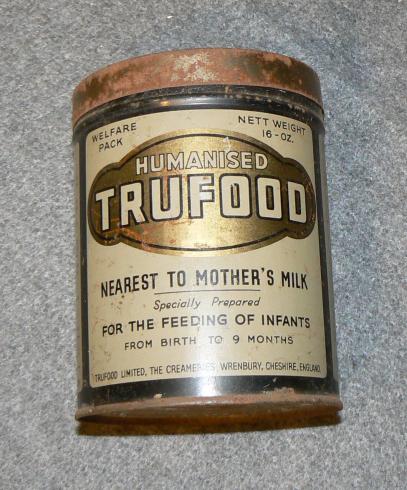 WELFARE
PACK
NETT WEIGHT
16-OZ.
HUMANISED
TRUFOOD
NEAREST TO MOTHER'S MILK
Specially Prepared
FOR THE FEEDING OF INFANTS
FROM BIRTH TO 9 MONTHS
TRUFOOD LIMITED, THE CREAMERIES, WRENBURY, CHESHIRE, ENGLAND.